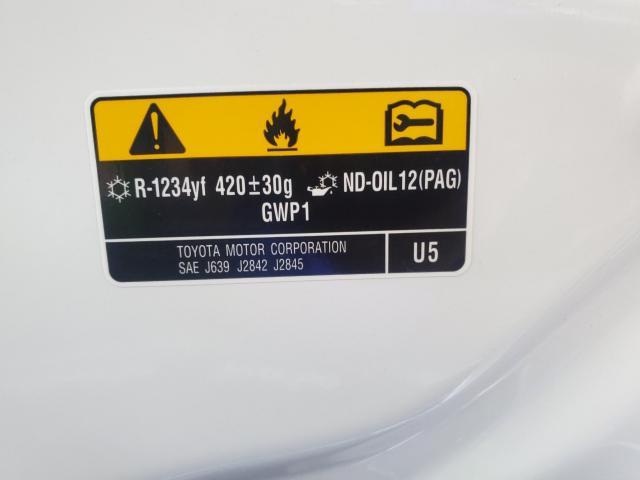 R-1234yf 420±30g ND-OIL12(PAG)
GWP1
TOYOTA MOTOR CORPORATION
SAE J639 J2842 J2845
U5